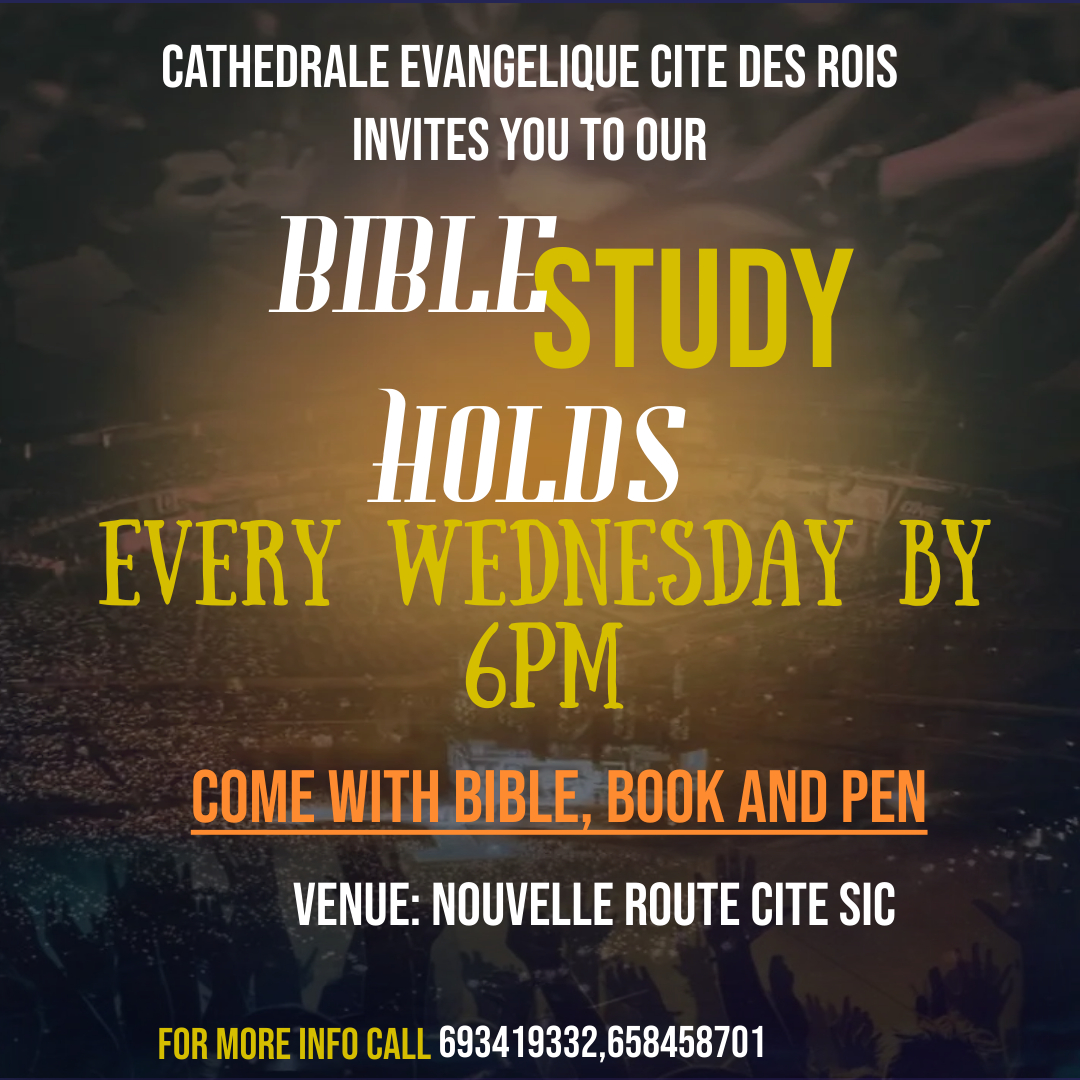 CATHEDRALE EVANGELIQUE CITE DES ROIS
INVITES YOU TO OUR
BIBLE
STUDY
HOLDS
EVERY WEDNESDAY BY
6PM
COME WITH BIBLE, BOOK AND PEN
VENUE: NOUVELLE ROUTE CITE SIC
FOR MORE INFO CALL 693419332,658458701